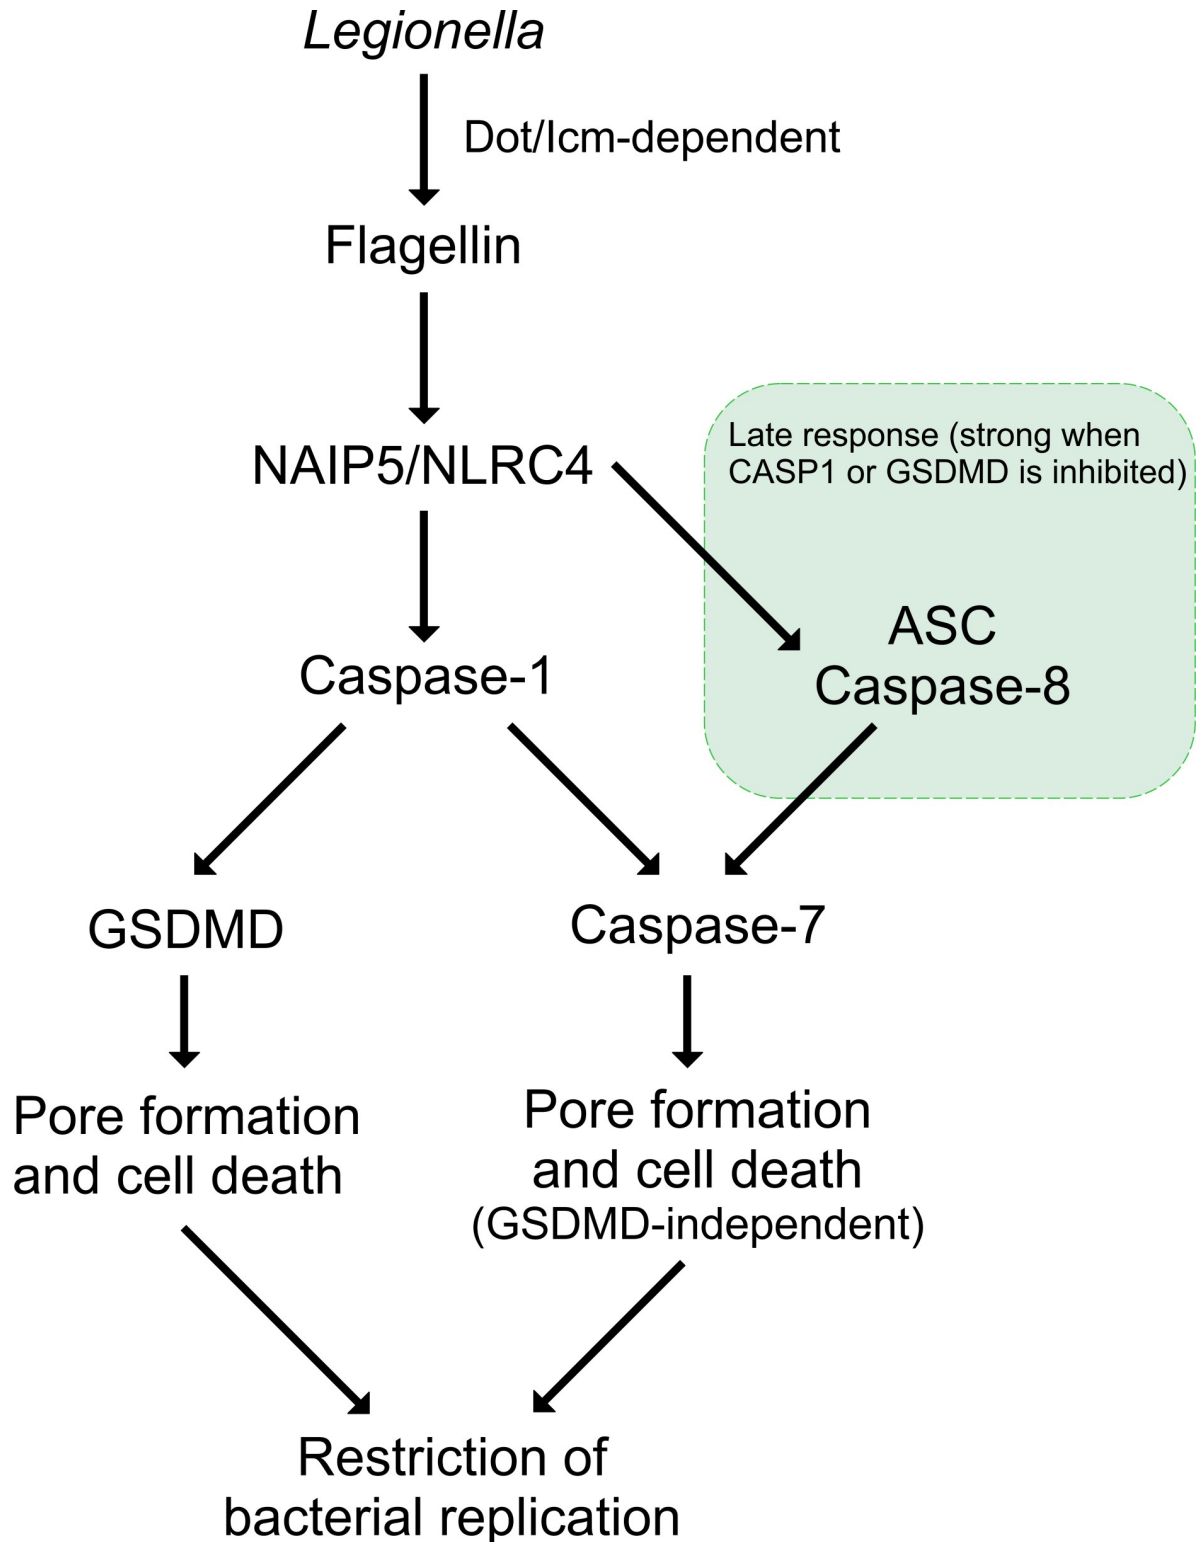 Legionella
Dot/Icm-dependent
Flagellin
NAIP5/NLRC4
Late response (strong when
CASP1 or GSDMD is inhibited)
ASC
Caspase-8
Caspase-1
GSDMD
Caspase-7
Pore formation
and cell death
Pore formation
and cell death
(GSDMD-independent)
Restriction of
bacterial replication